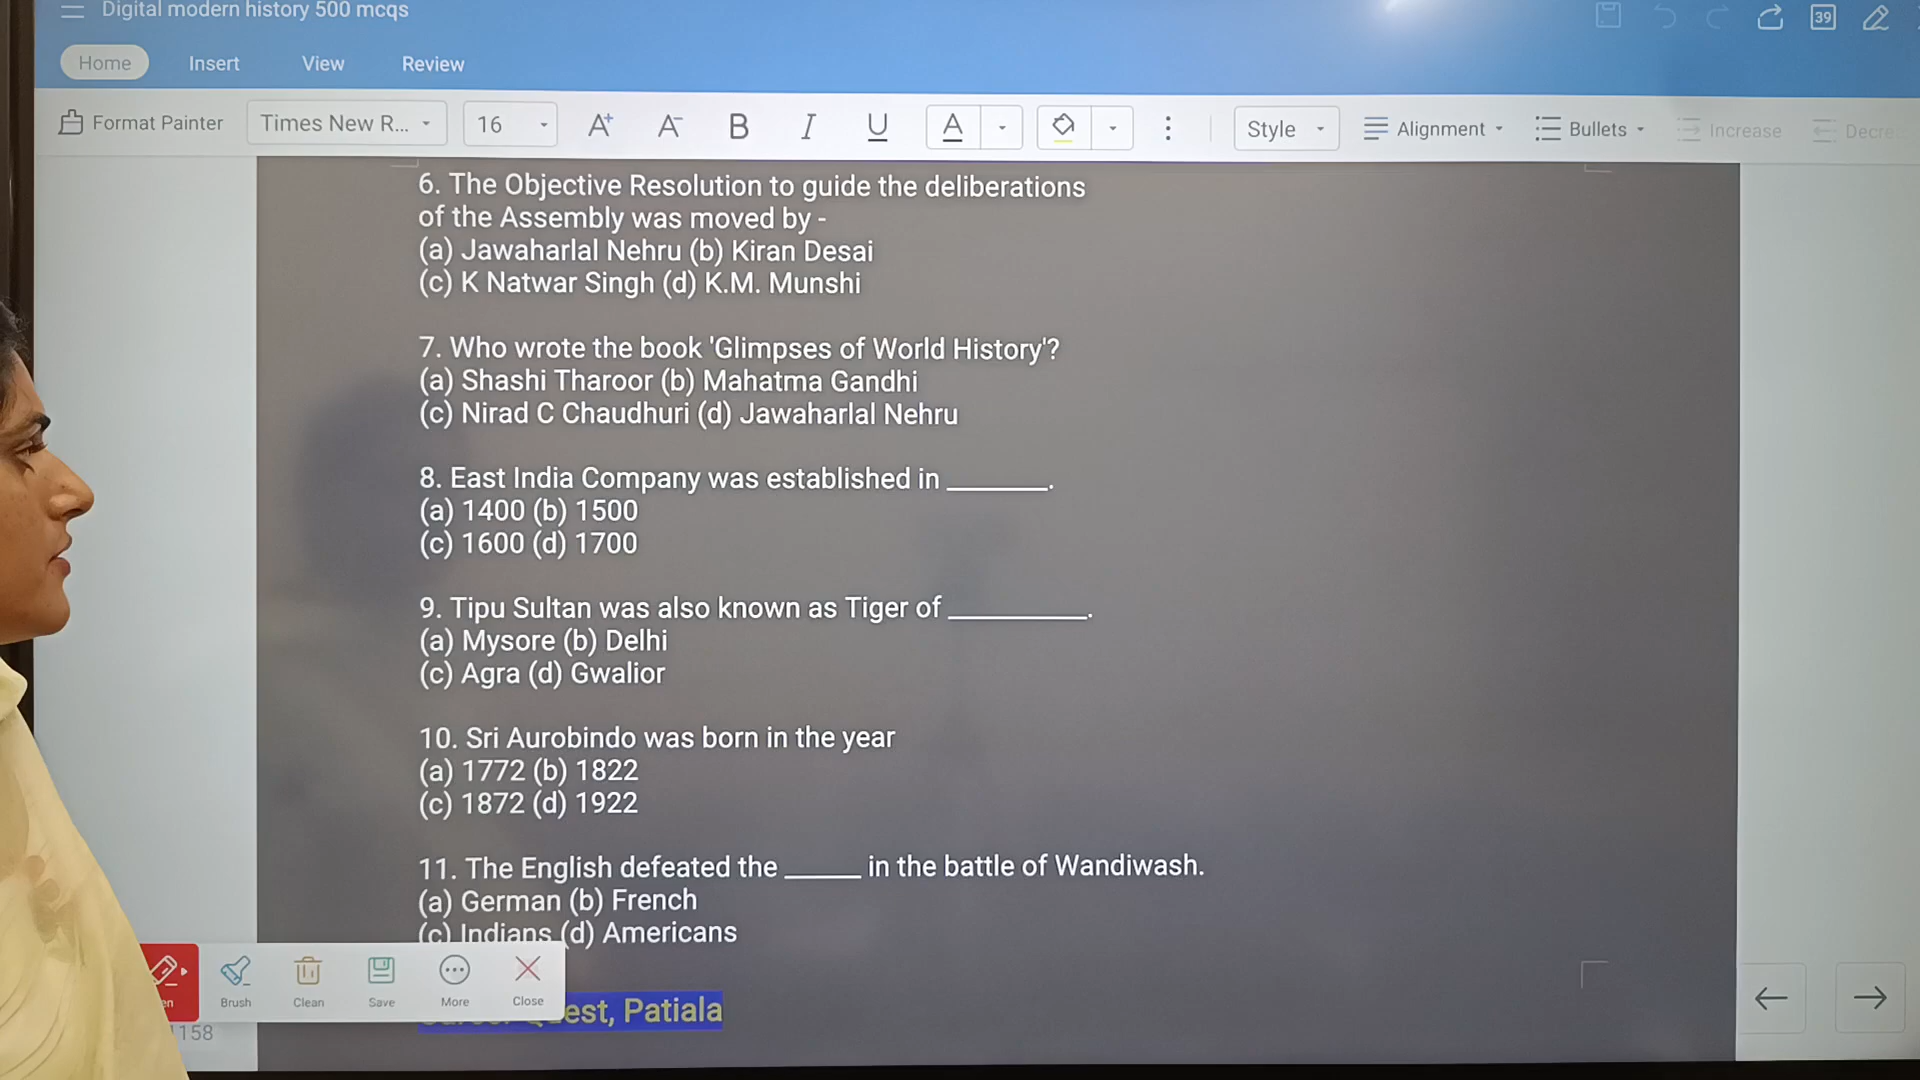 Digital modern history 500 mcqs
39
Home Insert View Review
Format Painter Times New R... 16 A+ A- B I U A Style Alignment Bullets Increase
6. The Objective Resolution to guide the deliberations
of the Assembly was moved by -
(a) Jawaharlal Nehru (b) Kiran Desai
(c) K Natwar Singh (d) K.M. Munshi
7. Who wrote the book 'Glimpses of World History'?
(a) Shashi Tharoor (b) Mahatma Gandhi
(c) Nirad C Chaudhuri (d) Jawaharlal Nehru
8. East India Company was established in _______.
(a) 1400 (b) 1500
(c) 1600 (d) 1700
9. Tipu Sultan was also known as Tiger of __________.
(a) Mysore (b) Delhi
(c) Agra (d) Gwalior
10. Sri Aurobindo was born in the year
(a) 1772 (b) 1822
(c) 1872 (d) 1922
11. The English defeated the _____ in the battle of Wandiwash.
(a) German (b) French
(c) Indians (d) Americans
Brush Clean Save More Close
est, Patiala
1158